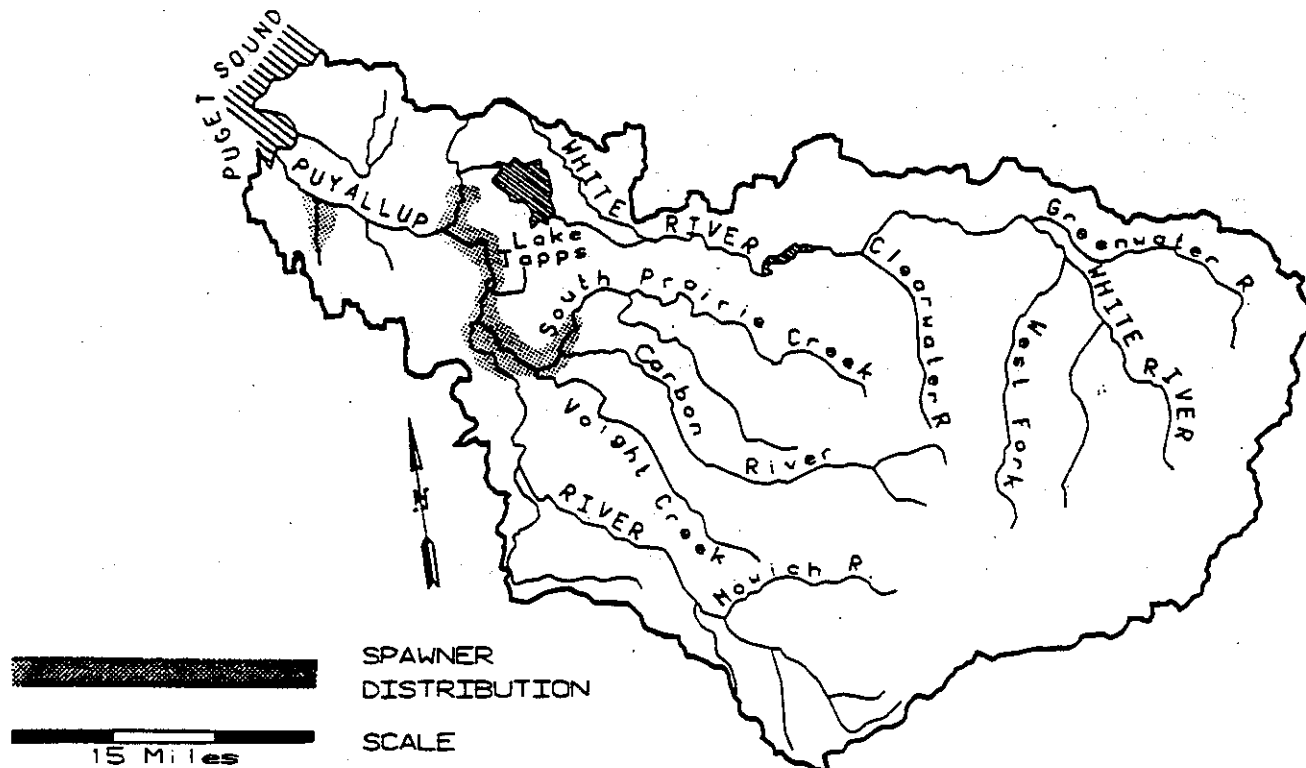 PUGET SOUND
PUYALLUP
WHITE RIVER
Lake
Tapps
South Prairie Creek
Clearwater R
Greenwater R.
WHITE RIVER
West Fork
Carbon River
Voight Creek
RIVER
Mowich R.
N
SPAWNER
DISTRIBUTION
15 Miles
SCALE